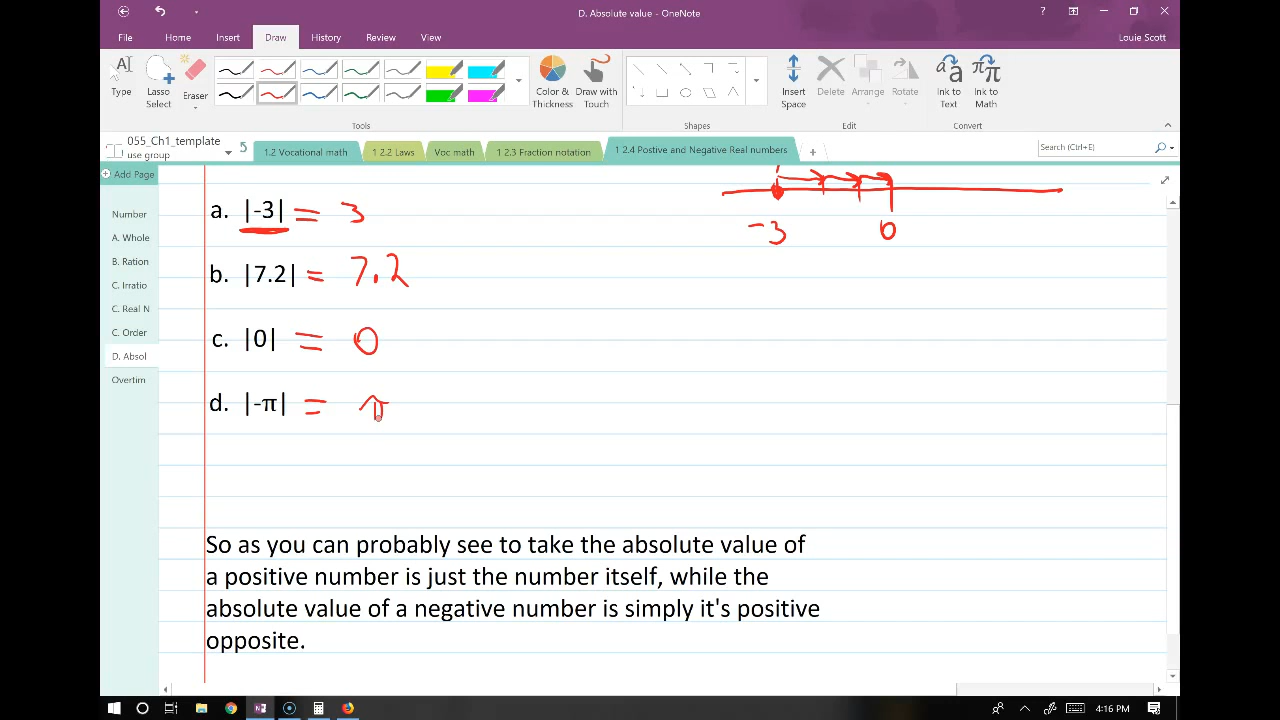 D. Absolute value - OneNote
?
File Home Insert Draw History Review View
Louie Scott
Type
Lasso Select
Eraser
Color & Thickness
Draw with Touch
Insert Space
Delete
Arrange
Rotate
Ink to Text
Ink to Math
Tools
Shapes
Edit
Convert
055_Ch1_template
use group
1.2 Vocational math
1.2.2 Laws
Voc math
1.2.3 Fraction notation
1 2.4 Postive and Negative Real numbers
+
Search (Ctrl+E)
Add Page
Number
A. Whole
B. Ration
C. Irratio
C. Real N
C. Order
D. Absol
Overtim
-3 0
a. |-3| = 3
b. |7.2| = 7.2
c. |0| = 0
d. |-π| = π
So as you can probably see to take the absolute value of
a positive number is just the number itself, while the
absolute value of a negative number is simply it's positive
opposite.
4:16 PM